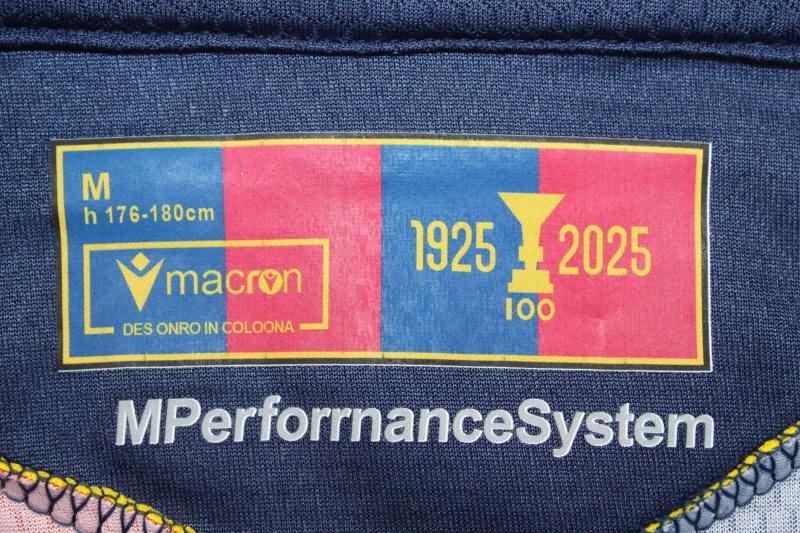 M
h 176-180cm
macron
DES ONRO IN COLOONA
1925 2025
100
MPerforrnanceSystem